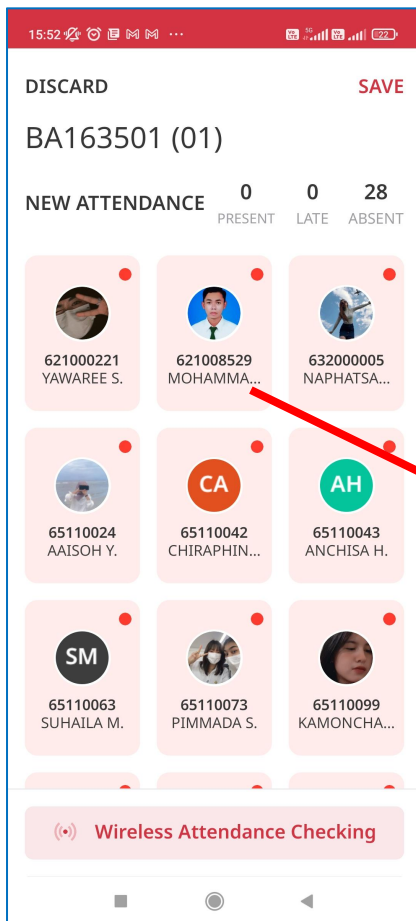 15:52 ...
DISCARD SAVE
BA163501 (01)
NEW ATTENDANCE 0 0 28
PRESENT LATE ABSENT
621000221 621008529 632000005
YAWAREE S. MOHAMMA... NAPHATSA...
CA AH
65110024 65110042 65110043
AAISOH Y. CHIRAPHIN... ANCHISA H.
SM
65110063 65110073 65110099
SUHAILA M. PIMMADA S. KAMONCHA...
Wireless Attendance Checking